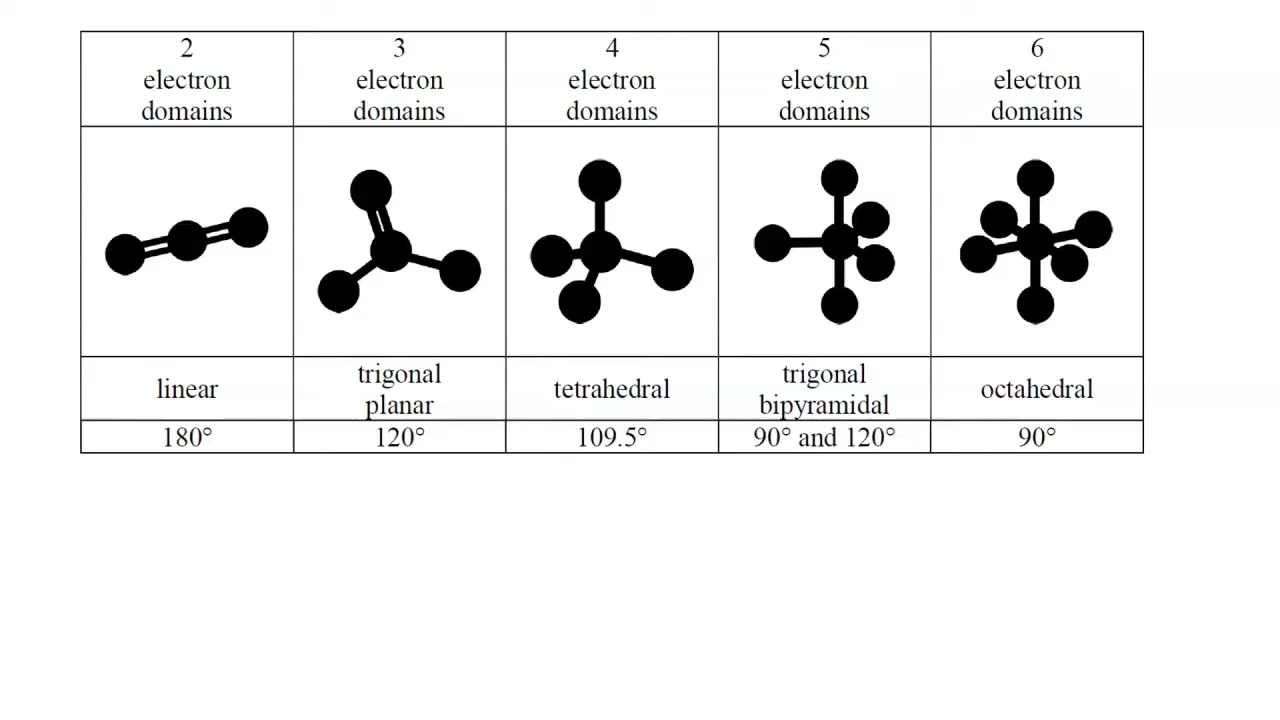 2
electron
domains
3
electron
domains
4
electron
domains
5
electron
domains
6
electron
domains
linear
trigonal
planar
tetrahedral
trigonal
bipyramidal
octahedral
180°
120°
109.5°
90° and 120°
90°